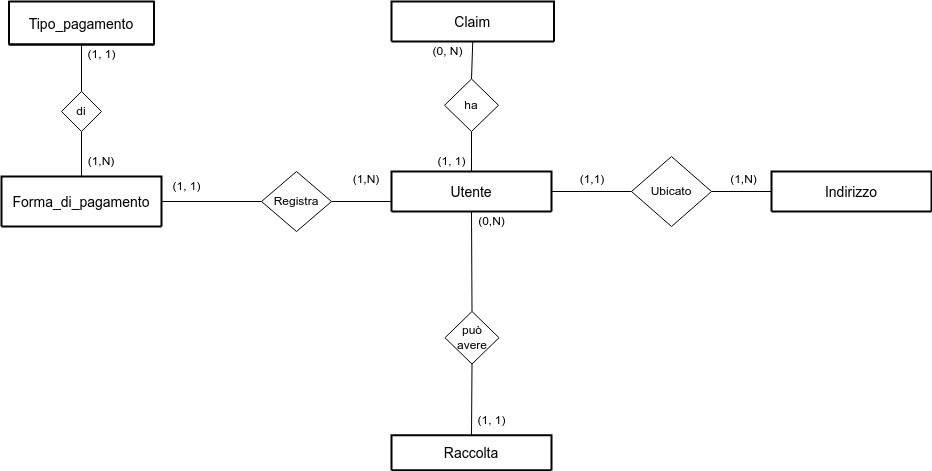 Tipo_pagamento
Claim
(1, 1)
(0, N)
di
ha
(1,N)
(1, 1)
Forma_di_pagamento
(1, 1)
Registra
(1,N)
Utente
(1,1)
Ubicato
(1,N)
Indirizzo
(0,N)
può
avere
(1, 1)
Raccolta